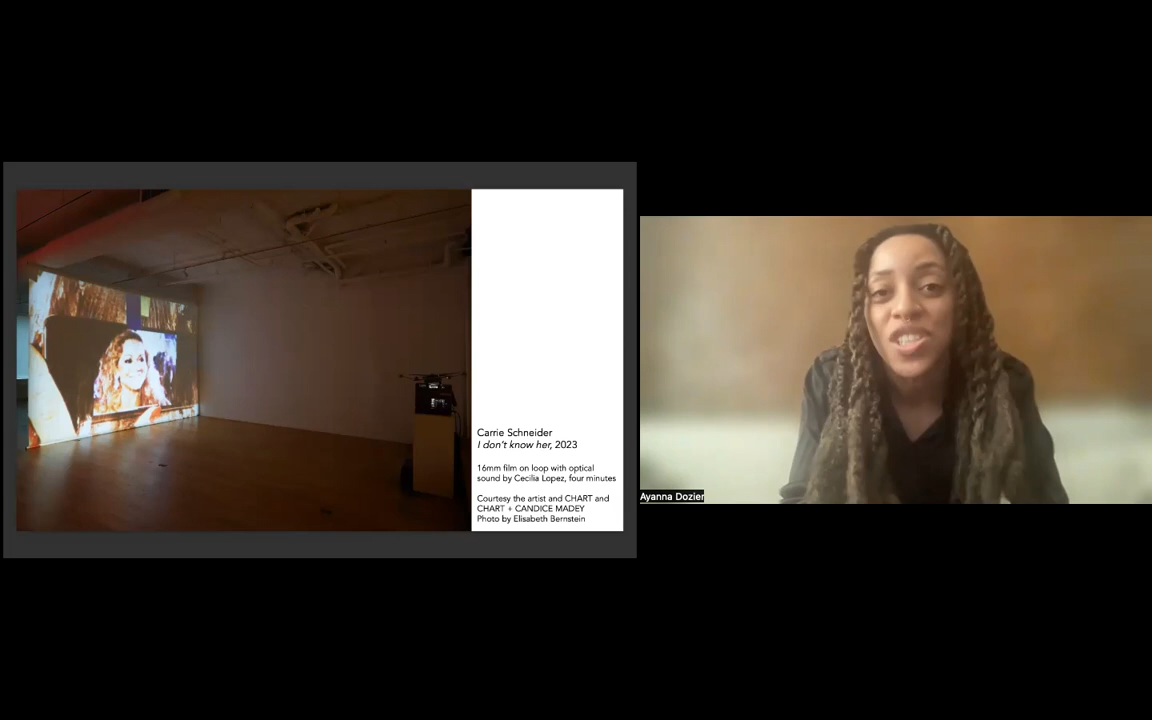 Carrie Schneider
I don't know her, 2023
16mm film on loop with optical
sound by Cecilia Lopez, four minutes
Courtesy the artist and CHART and
CHART + CANDICE MADEY
Photo by Elisabeth Bernstein
Ayanna Dozier